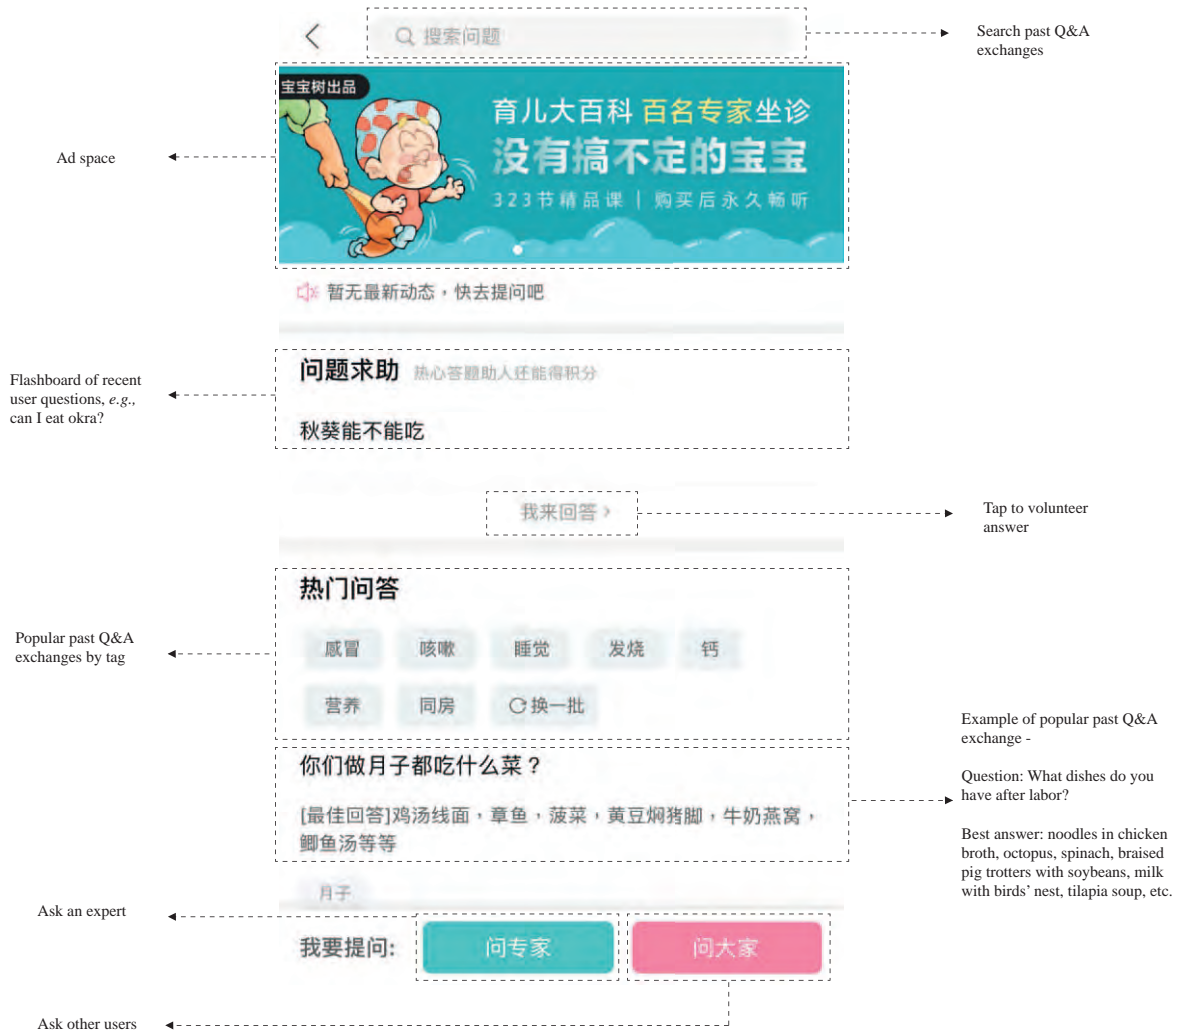 搜索问题
Search past Q&A
exchanges
宝宝树出品
育儿大百科 百名专家坐诊
没有搞不定的宝宝
323节精品课 | 购买后永久畅听
Ad space
暂无最新动态，快去提问吧
问题求助 热心答题助人还能得积分
秋葵能不能吃
Flashboard of recent
user questions, e.g.,
can I eat okra?
我来回答 >
Tap to volunteer
answer
热门问答
感冒 咳嗽 睡觉 发烧 钙
营养 同房 换一批
Popular past Q&A
exchanges by tag
你们做月子都吃什么菜？
[最佳回答]鸡汤线面，章鱼，菠菜，黄豆焖猪脚，牛奶燕窝，
鲫鱼汤等等
月子
Example of popular past Q&A
exchange -
Question: What dishes do you
have after labor?
Best answer: noodles in chicken
broth, octopus, spinach, braised
pig trotters with soybeans, milk
with birds’ nest, tilapia soup, etc.
Ask an expert
我要提问: 问专家 问大家
Ask other users